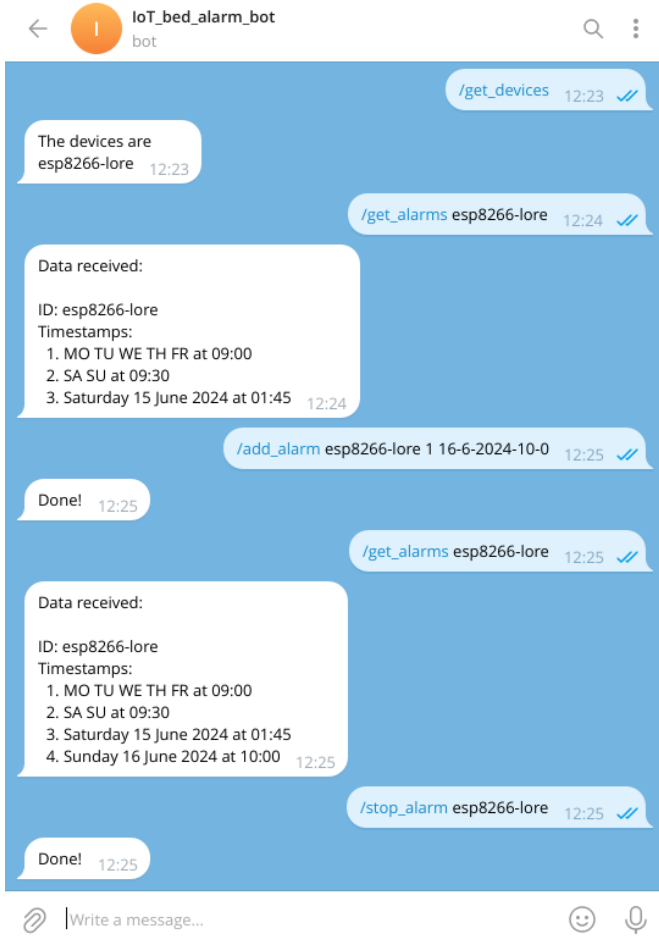 IoT_bed_alarm_bot
I
bot
/get_devices 12:23
The devices are
esp8266-lore 12:23
/get_alarms esp8266-lore 12:24
Data received:
ID: esp8266-lore
Timestamps:
1. MO TU WE TH FR at 09:00
2. SA SU at 09:30
3. Saturday 15 June 2024 at 01:45 12:24
/add_alarm esp8266-lore 1 16-6-2024-10-0 12:25
Done! 12:25
/get_alarms esp8266-lore 12:25
Data received:
ID: esp8266-lore
Timestamps:
1. MO TU WE TH FR at 09:00
2. SA SU at 09:30
3. Saturday 15 June 2024 at 01:45
4. Sunday 16 June 2024 at 10:00 12:25
/stop_alarm esp8266-lore 12:25
Done! 12:25
Write a message...